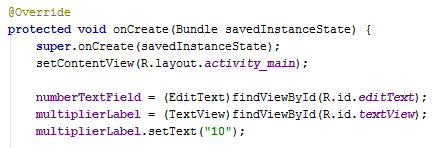 @Override
protected void onCreate(Bundle savedInstanceState) {
super.onCreate(savedInstanceState);
setContentView(R.layout.activity_main);
numberTextField = (EditText)findViewById(R.id.editText);
multiplierLabel = (TextView)findViewById(R.id.textView);
multiplierLabel.setText("10");